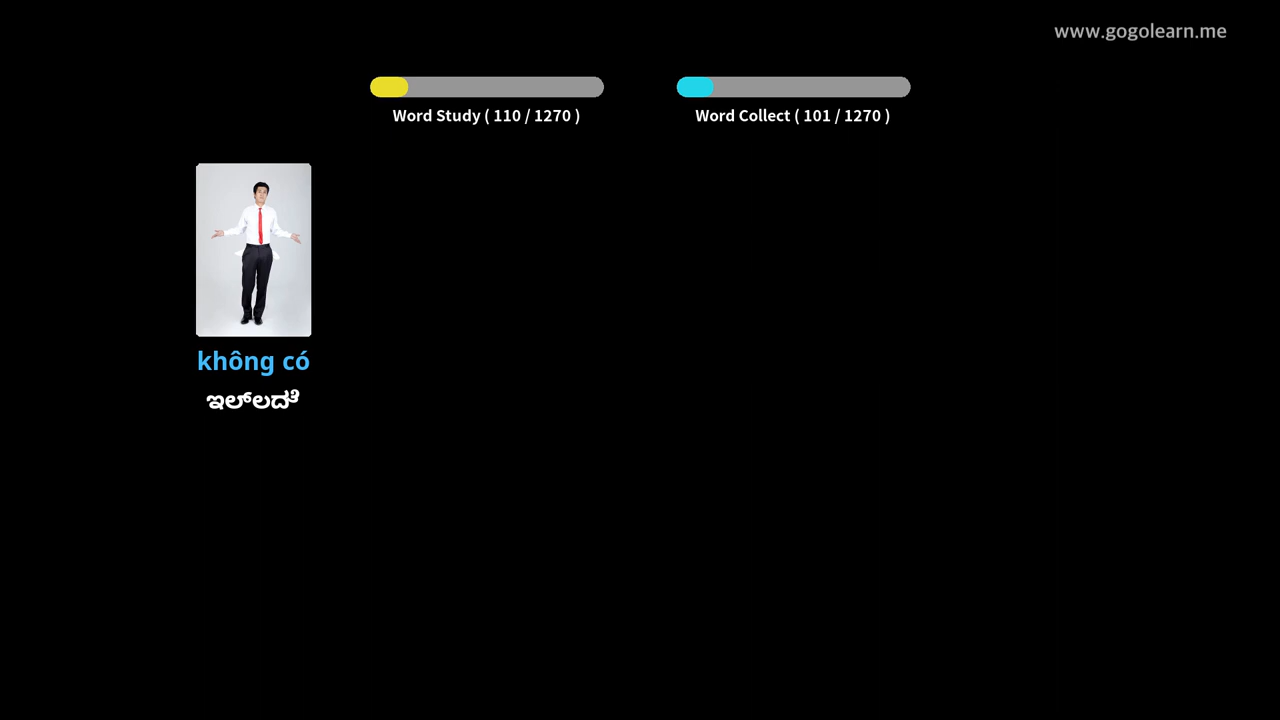 www.gogolearn.me
Word Study ( 110 / 1270 )
Word Collect ( 101 / 1270 )
không có
ಇಲ್ಲದೆ